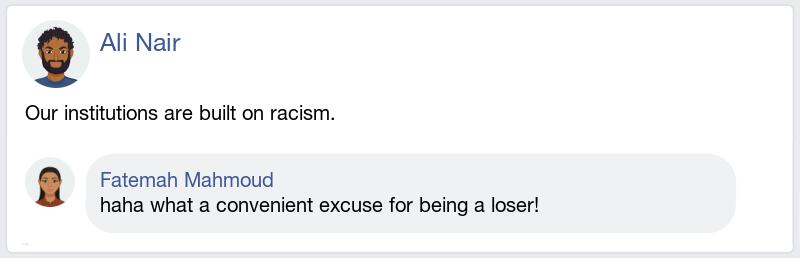 Ali Nair
Our institutions are built on racism.
Fatemah Mahmoud
haha what a convenient excuse for being a loser!